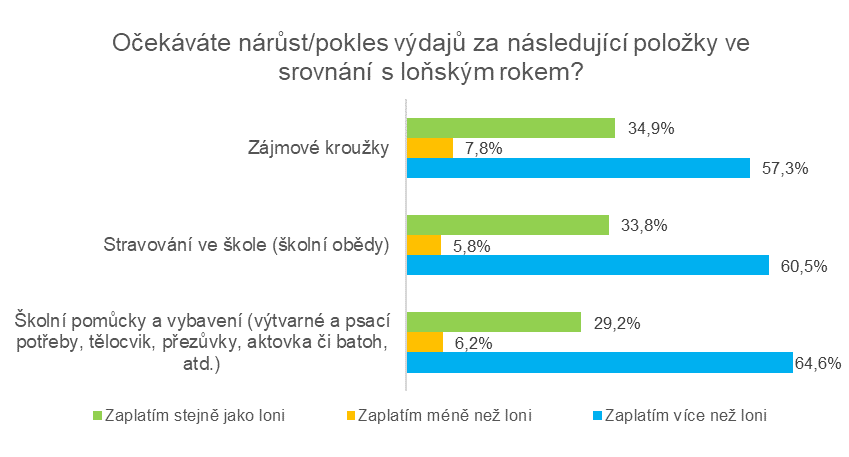 Očekáváte nárůst/pokles výdajů za následující položky ve
srovnání s loňským rokem?
Zájmové kroužky
34,9%
7,8%
57,3%
Stravování ve škole (školní obědy)
33,8%
5,8%
60,5%
Školní pomůcky a vybavení (výtvarné a psací
potřeby, tělocvik, přezůvky, aktovka či batoh,
atd.)
29,2%
6,2%
64,6%
Zaplatím stejně jako loni
Zaplatím méně než loni
Zaplatím více než loni